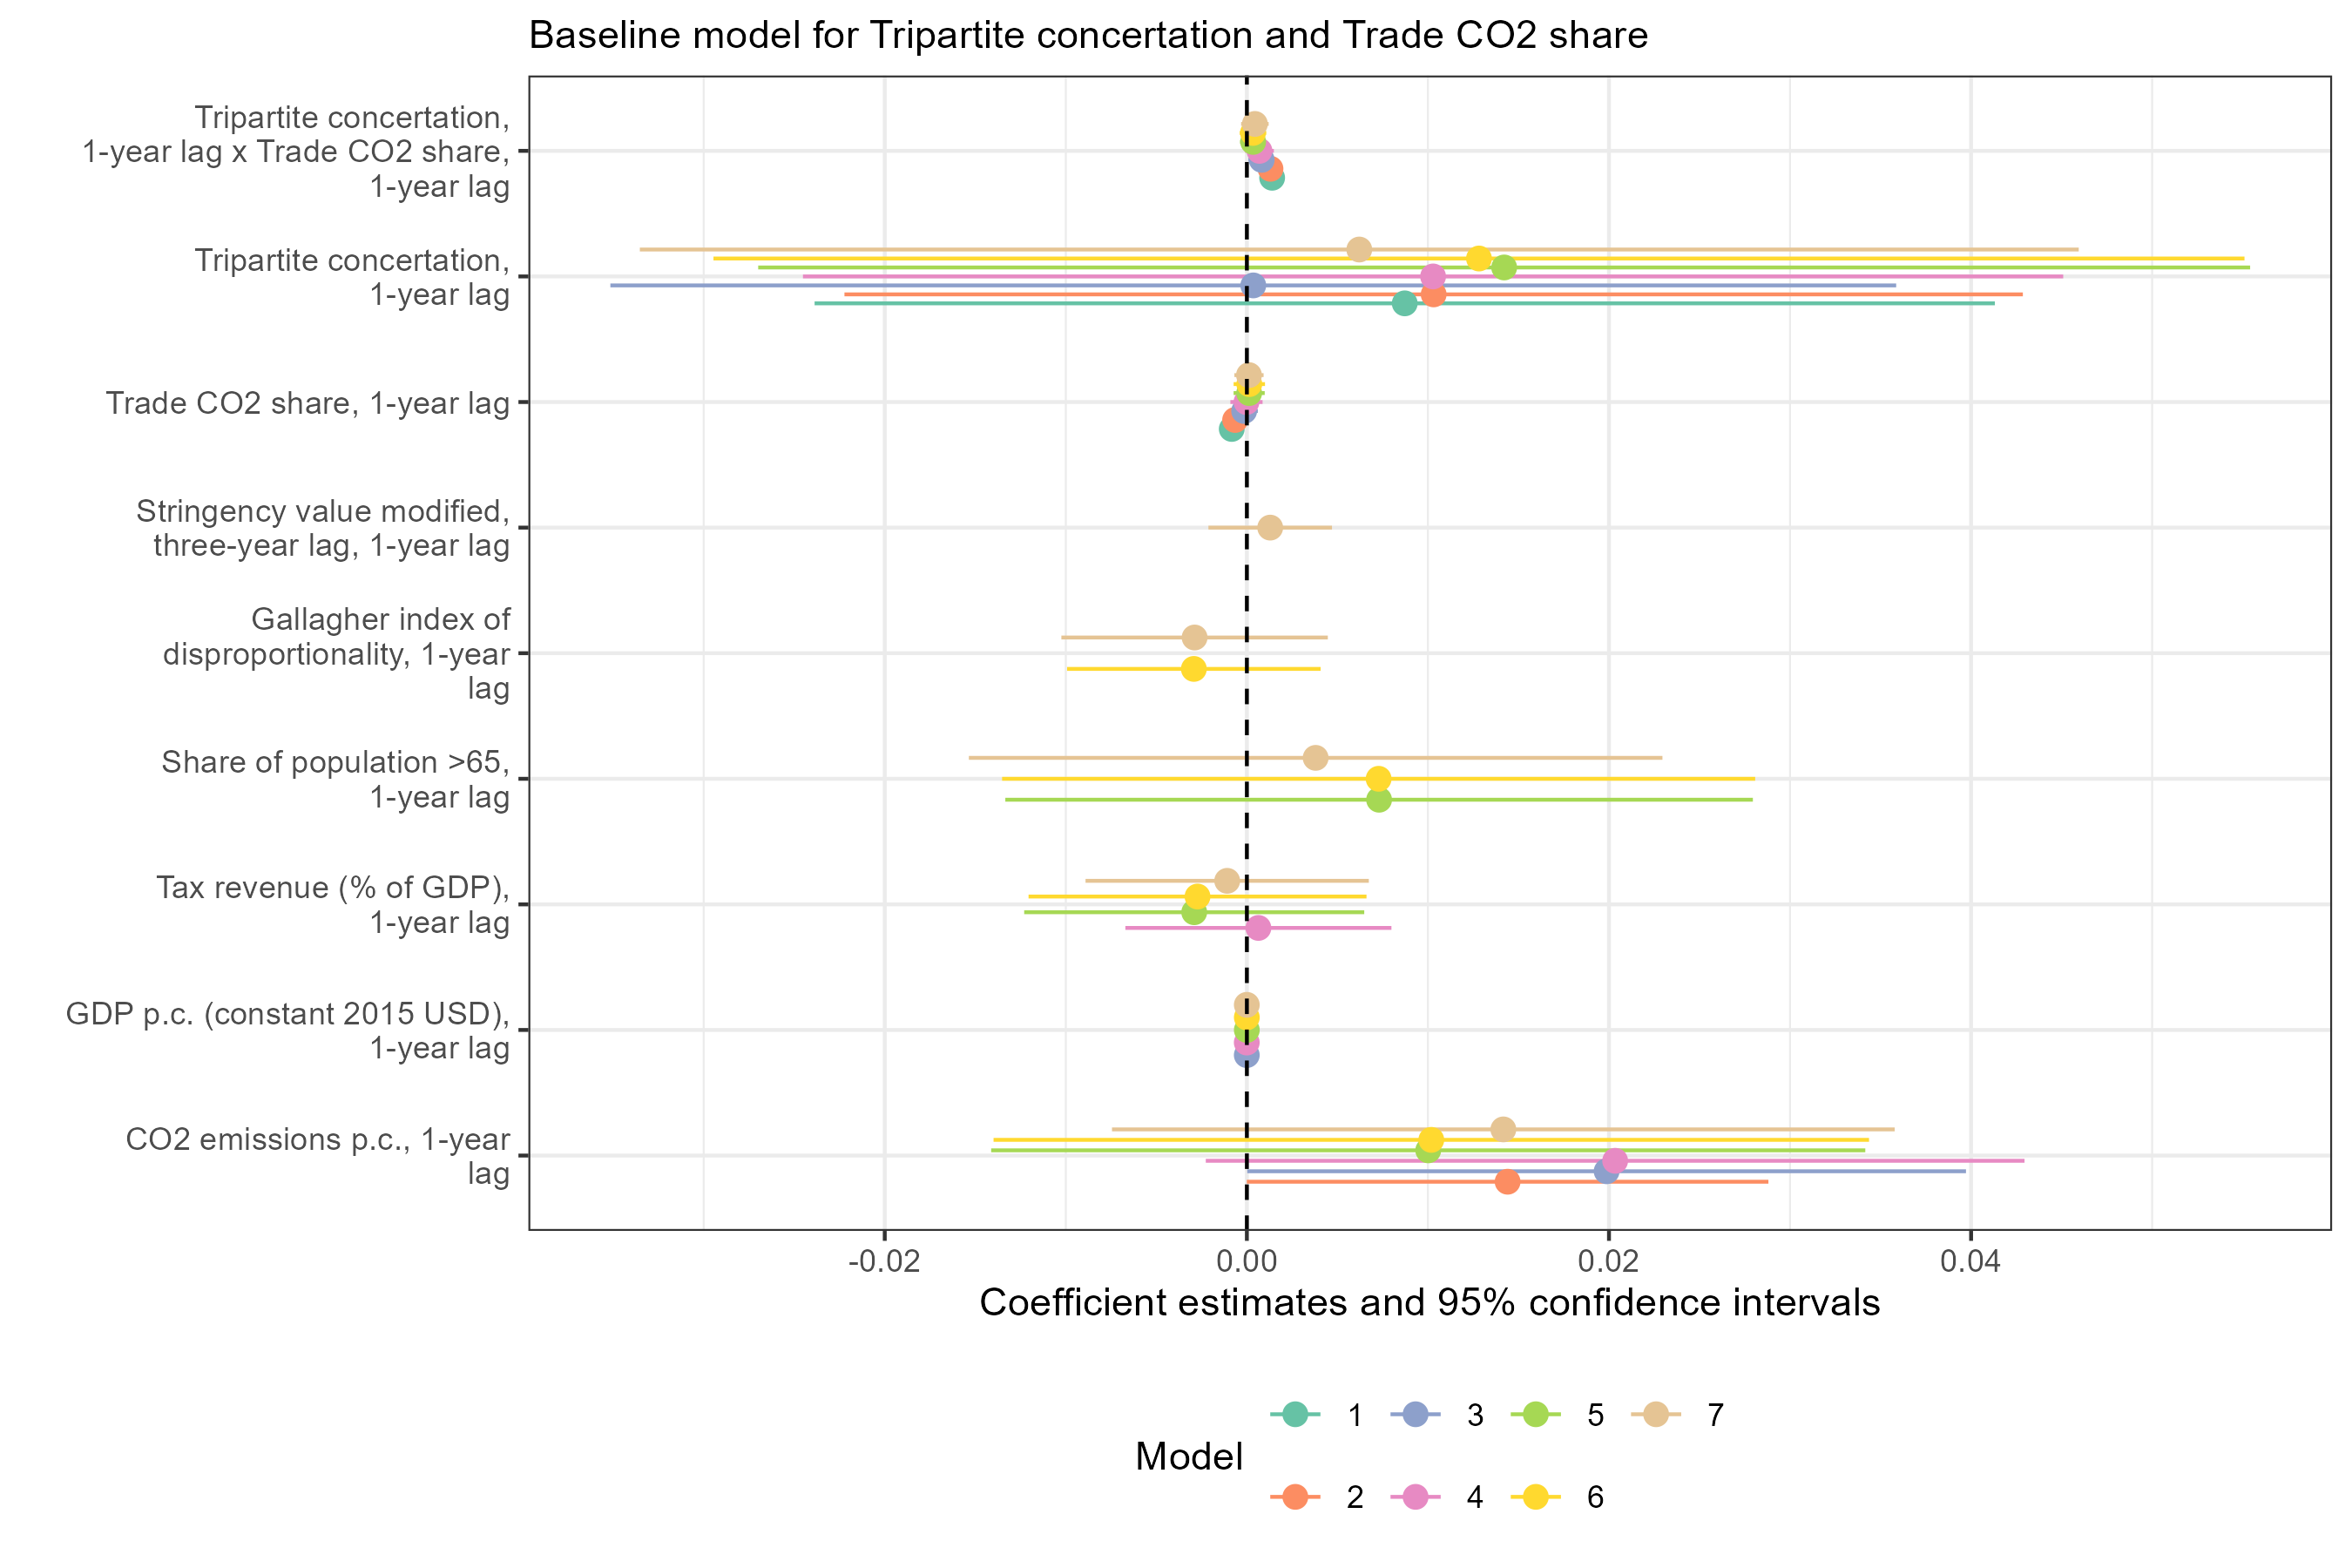 Baseline model for Tripartite concertation and Trade CO2 share
Tripartite concertation,
1-year lag x Trade CO2 share,
1-year lag
Tripartite concertation,
1-year lag
Trade CO2 share, 1-year lag
Stringency value modified,
three-year lag, 1-year lag
Gallagher index of
disproportionality, 1-year
lag
Share of population >65,
1-year lag
Tax revenue (% of GDP),
1-year lag
GDP p.c. (constant 2015 USD),
1-year lag
CO2 emissions p.c., 1-year
lag
-0.02 0.00 0.02 0.04
Coefficient estimates and 95% confidence intervals
Model
1 3 5 7
2 4 6